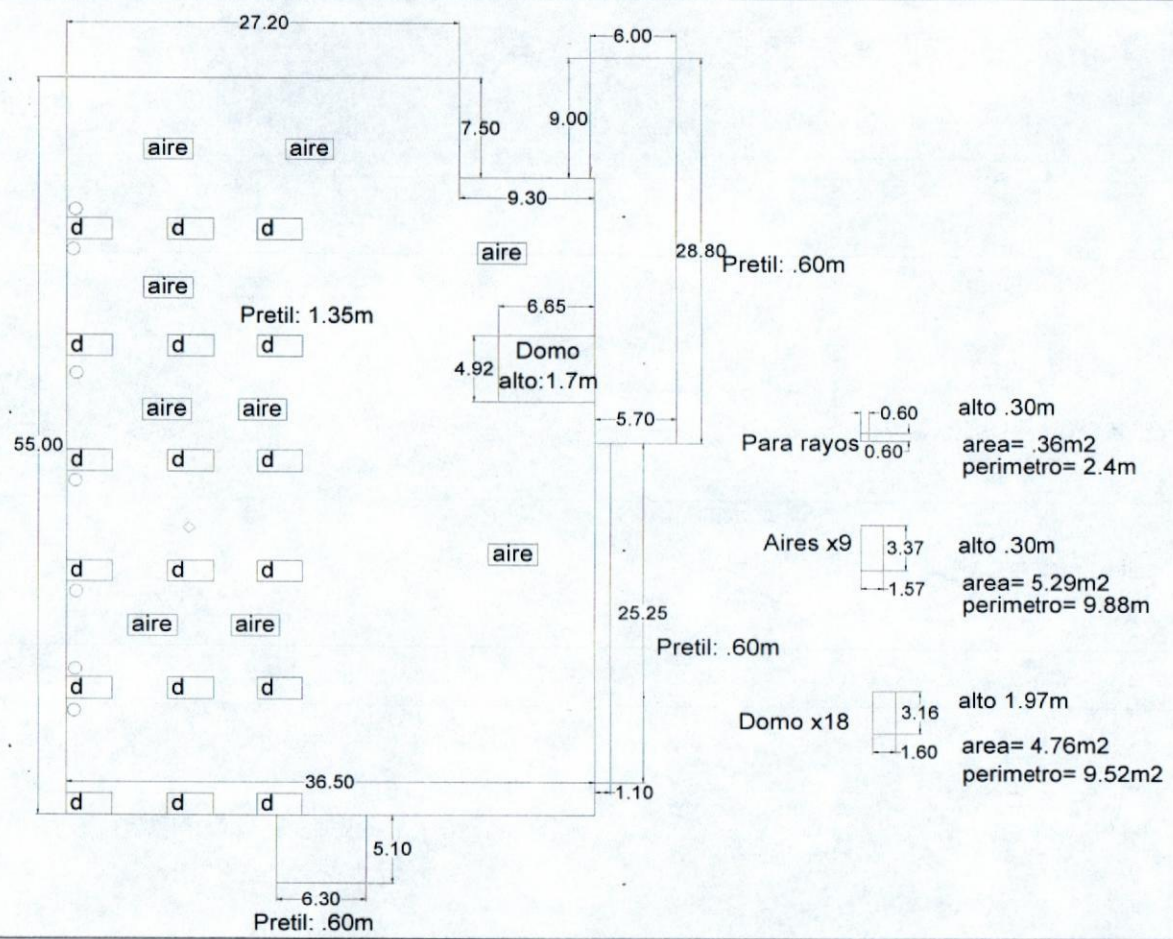 27.20
6.00
7.50
9.00
aire
aire
9.30
d
d
d
aire
28.80
Pretil: .60m
aire
6.65
Pretil: 1.35m
d
d
d
Domo
4.92
alto:1.7m
aire
aire
5.70
0.60
alto .30m
55.00
Para rayos
0.60
area= .36m2
perimetro= 2.4m
d
d
d
Aires x9
3.37
alto .30m
aire
d
d
d
1.57
area= 5.29m2
perimetro= 9.88m
aire
aire
25.25
Pretil: .60m
d
d
d
Domo x18
3.16
alto 1.97m
1.60
area= 4.76m2
perimetro= 9.52m2
36.50
1.10
d
d
d
5.10
6.30
Pretil: .60m